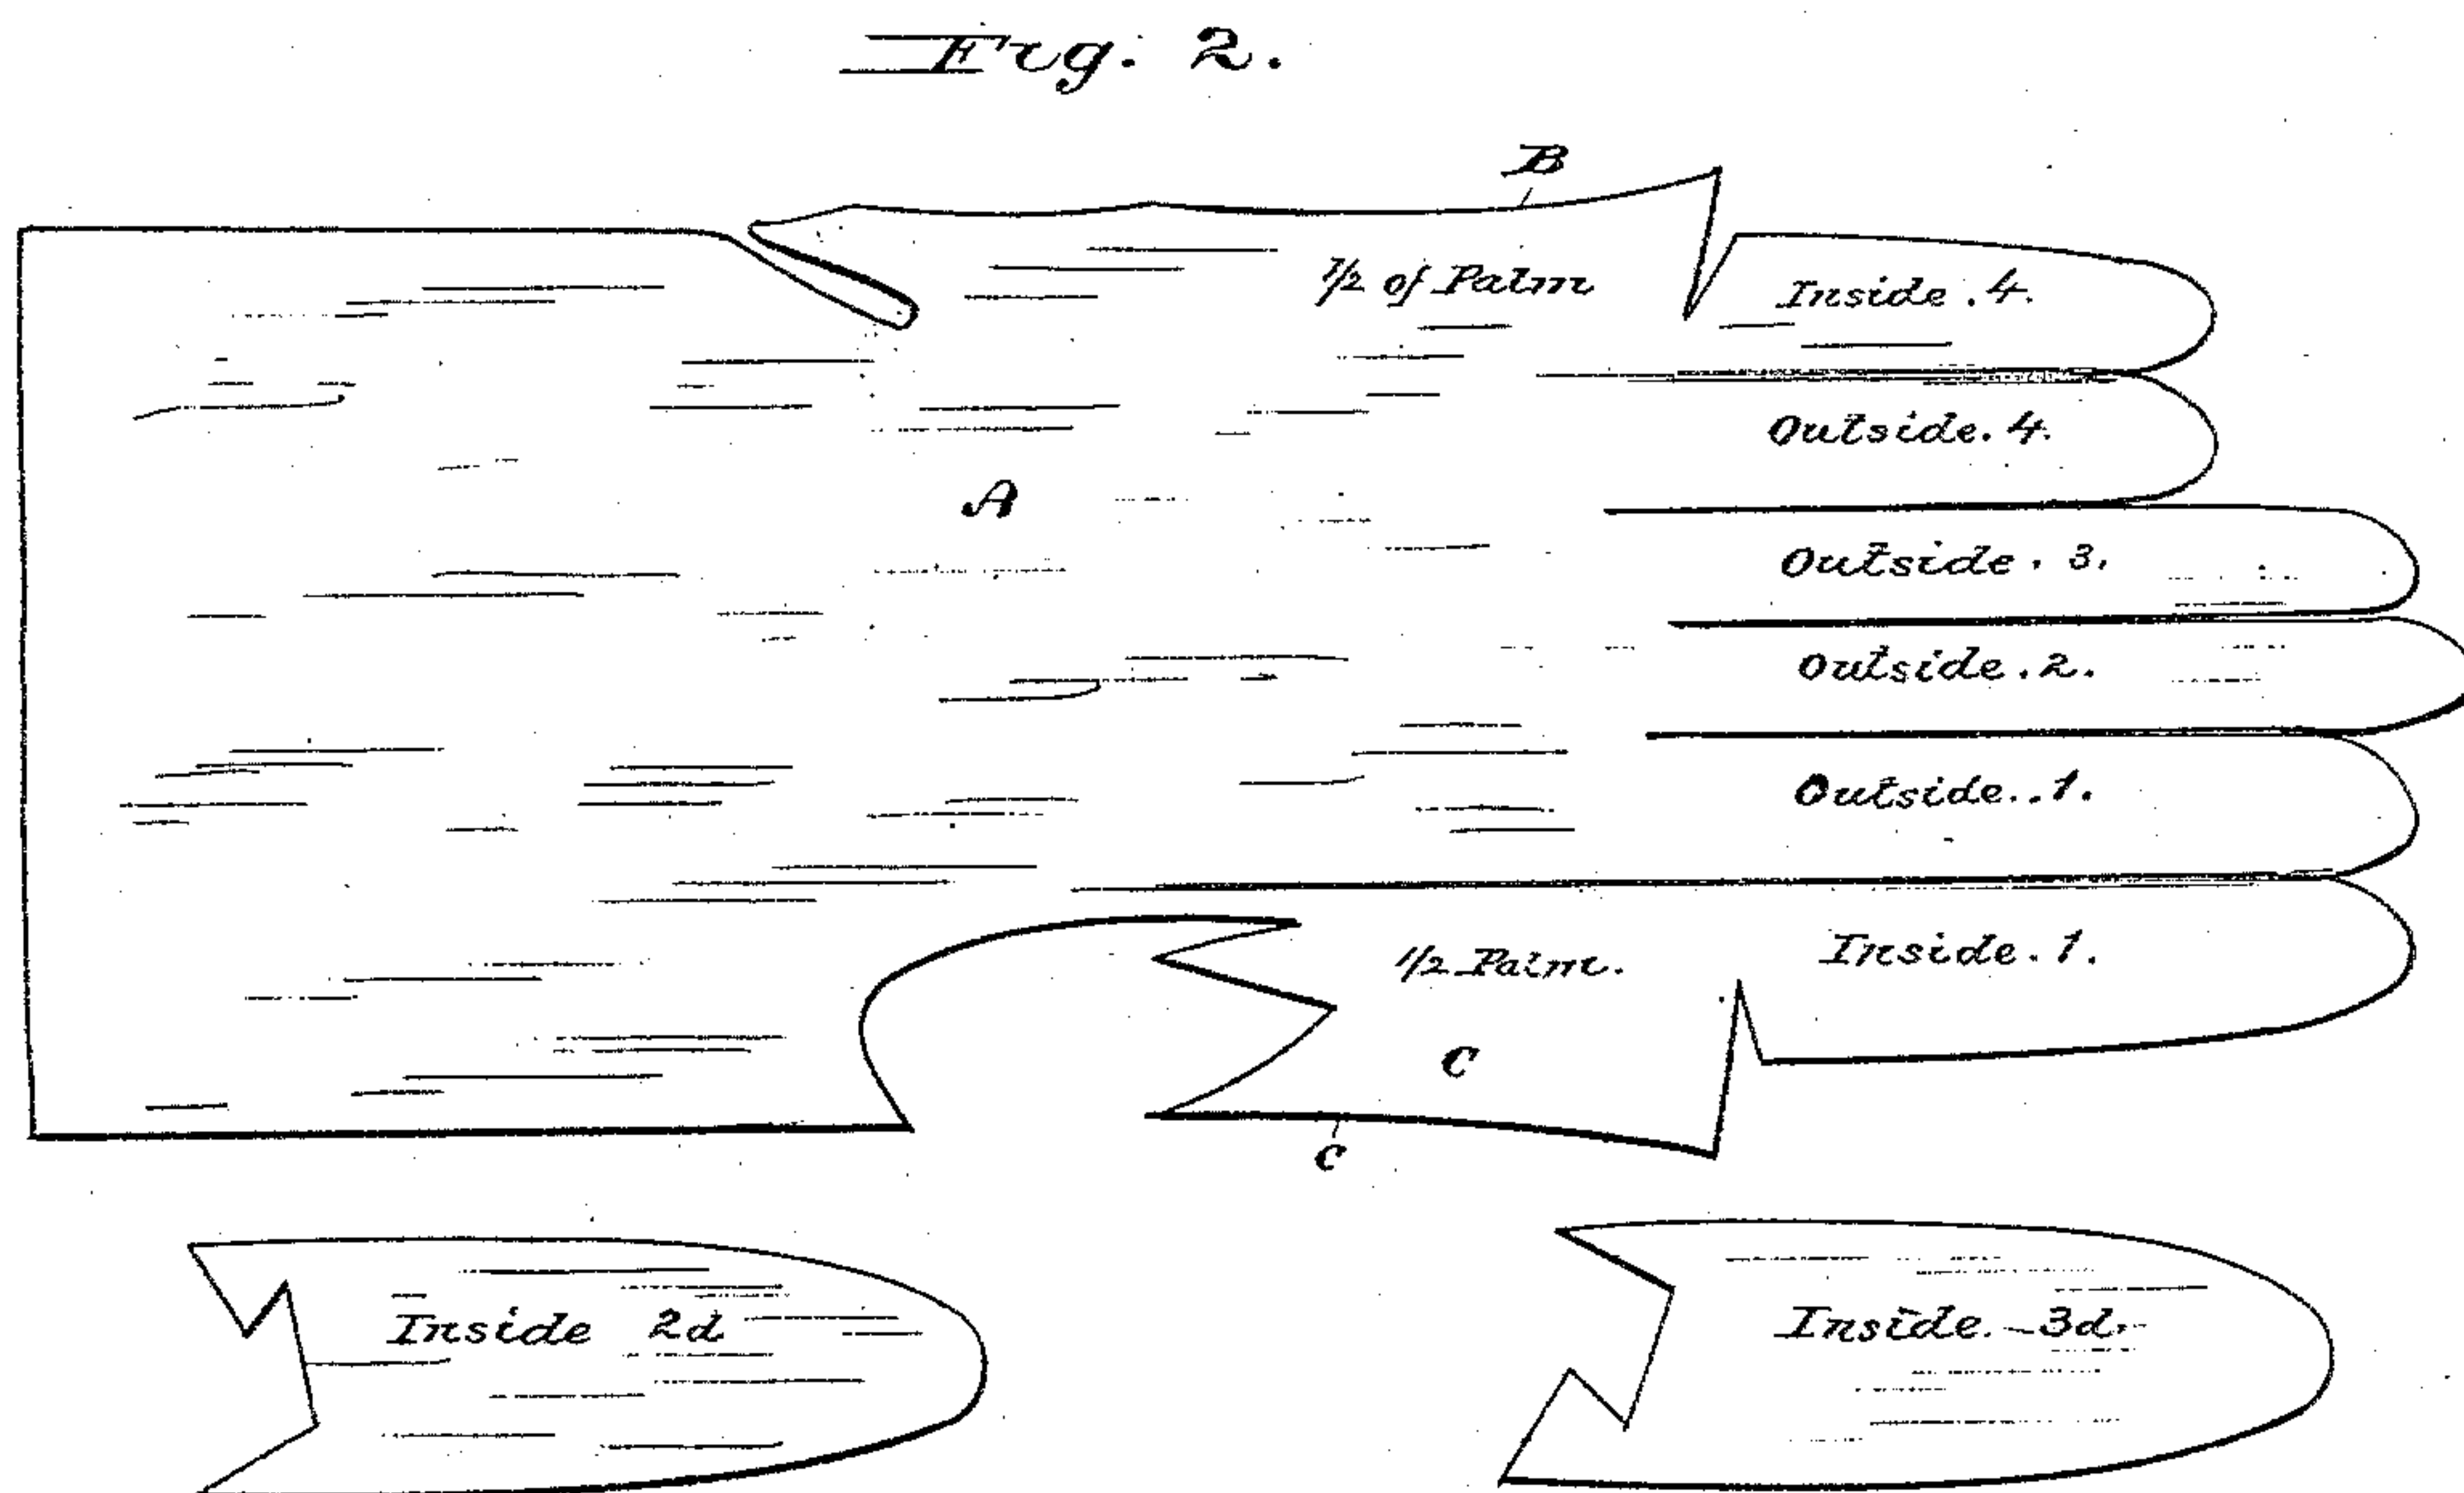 Fig. 2.
B
1/2 of Palm
Inside. 4.
Outside. 4.
A
Outside. 3.
Outside. 2.
Outside..1.
1/2 Palm.
Inside. 1.
C
C
Inside 2d
Inside. 3d.